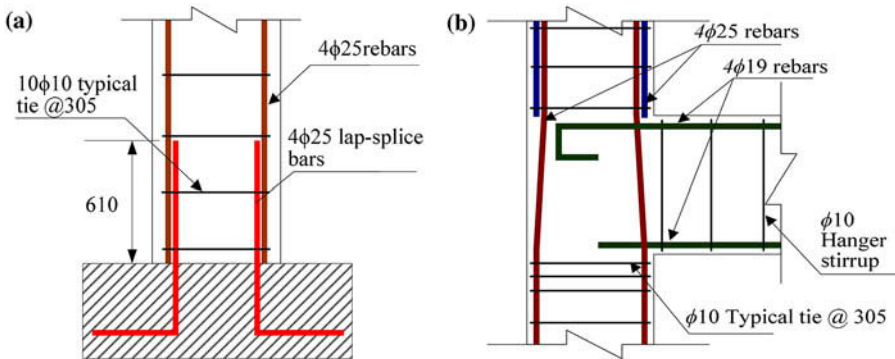 (a)
4ϕ25rebars
10ϕ10 typical
tie @305
4ϕ25 lap-splice
bars
610
(b)
4ϕ25 rebars
4ϕ19 rebars
ϕ10
Hanger
stirrup
ϕ10 Typical tie @ 305